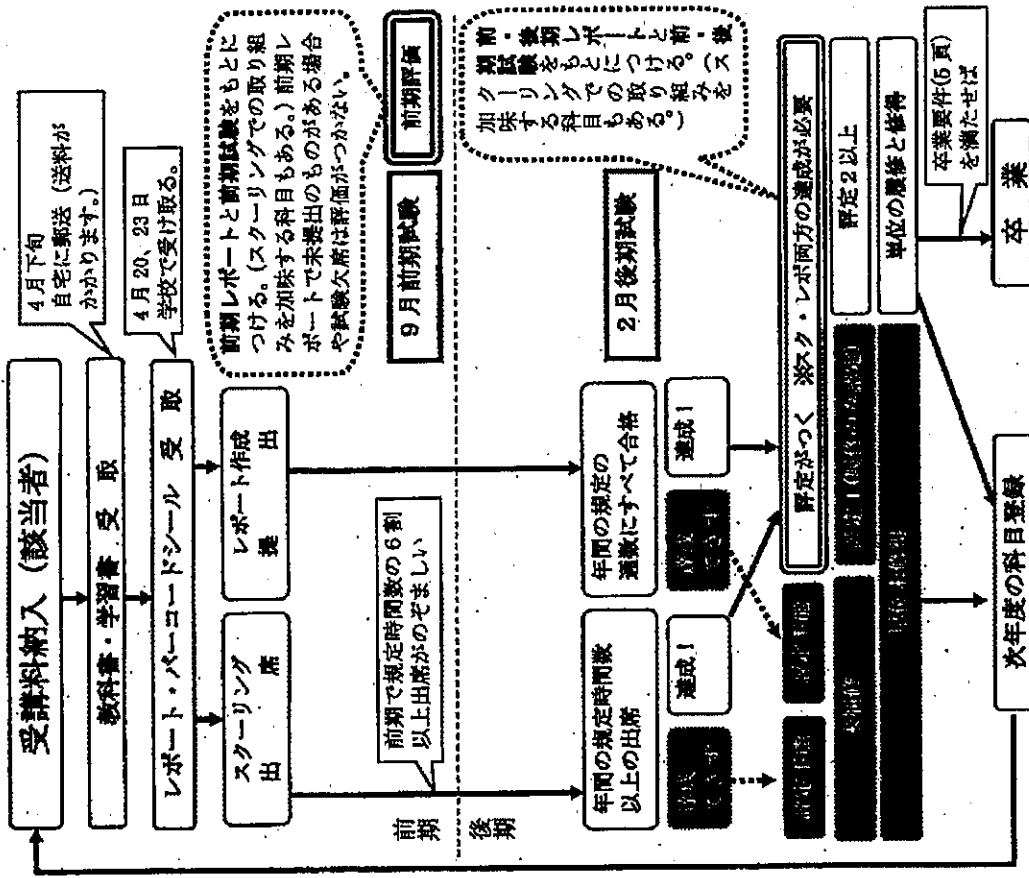 受講料納入（該当者）
4月下旬
自宅に郵送（送料が
かかります。）
教科書・学習書 受 取
4月20、23日
学校で受け取る。
レポート・バーコードシール 受 取
スクーリング
出 席
レポート作成
提 出
前期レポートと前期試験をもとに
つける。（スクーリングでの取り組
みを加味する科目もある。）前期レ
ポートで未提出のものがある場合
や試験欠席は評価がつかない。
9月前期試験
前期評価
前期で規定時間数の6割
以上出席がのぞましい
前期
後期
年間の規定時間数
以上の出席
年間の規定の
通数にすべて合格
2月後期試験
前・後期レポートと前・後
期試験をもとにつける。（ス
クーリングでの取り組みを
加味する科目もある。）
達成！
達成！
評定がつく ※スク・レポ両方の達成が必要
評定2以上
単位の履修と修得
卒業要件(5頁)
を満たせば
次年度の科目登録
卒 業